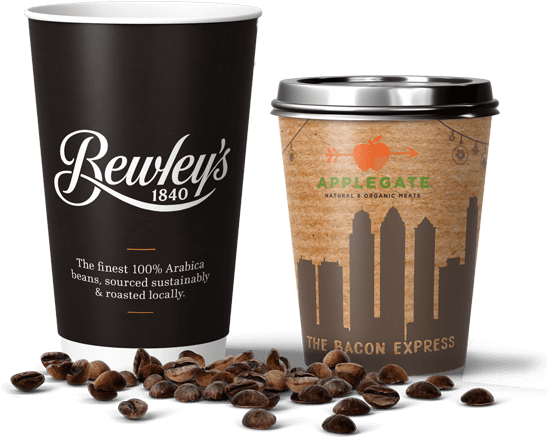 Bewley's
1840
The finest 100% Arabica
beans, sourced sustainably
& roasted locally.
APPLEGATE
NATURAL & ORGANIC MEATS
THE BACON EXPRESS